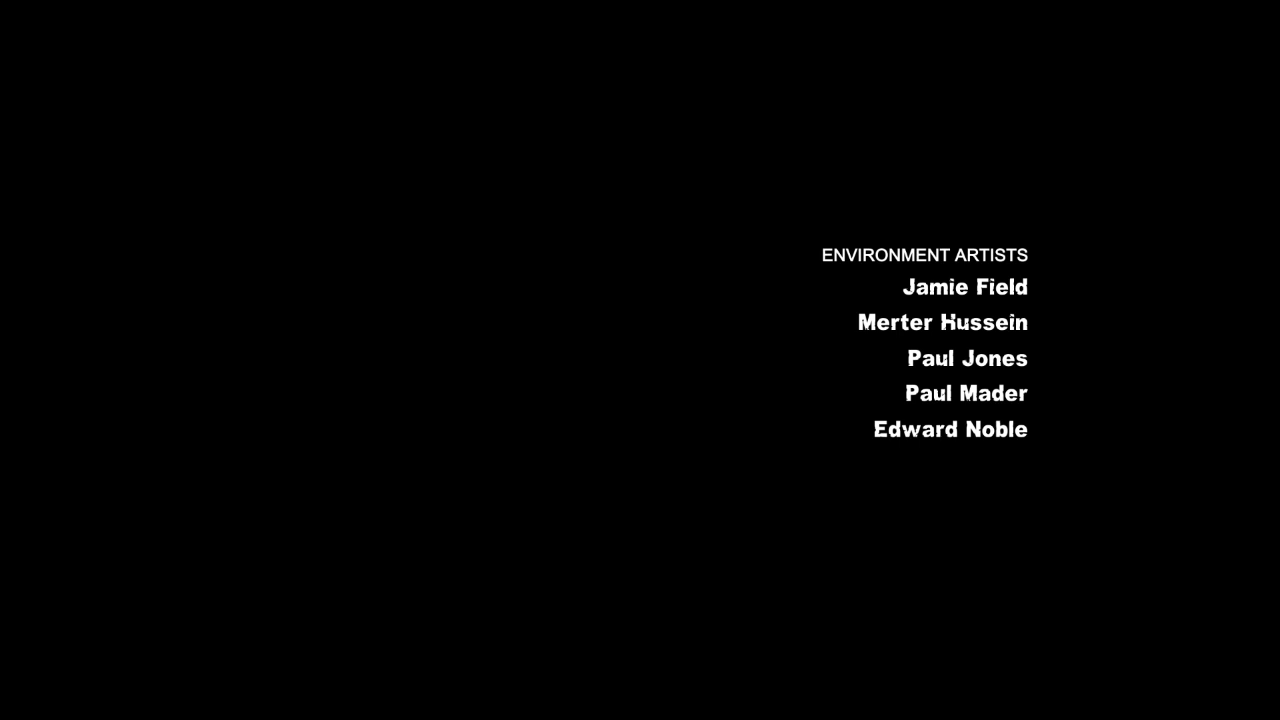 ENVIRONMENT ARTISTS
Jamie Field
Merter Hussein
Paul Jones
Paul Mader
Edward Noble